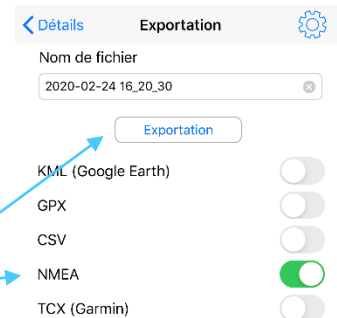 Détails Exportation
Nom de fichier
2020-02-24 16_20_30
Exportation
KML (Google Earth)
GPX
CSV
NMEA
TCX (Garmin)